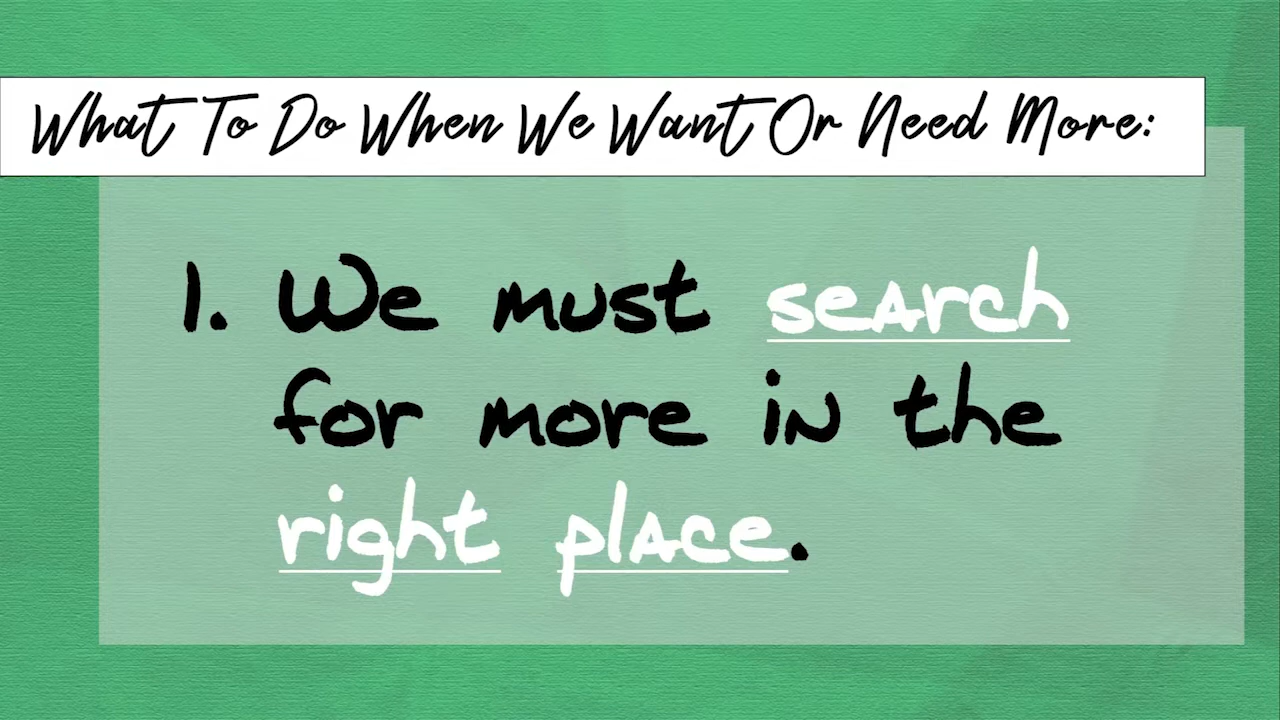 What To Do When We Want Or Need More:
1. We must search
for more in the
right place.